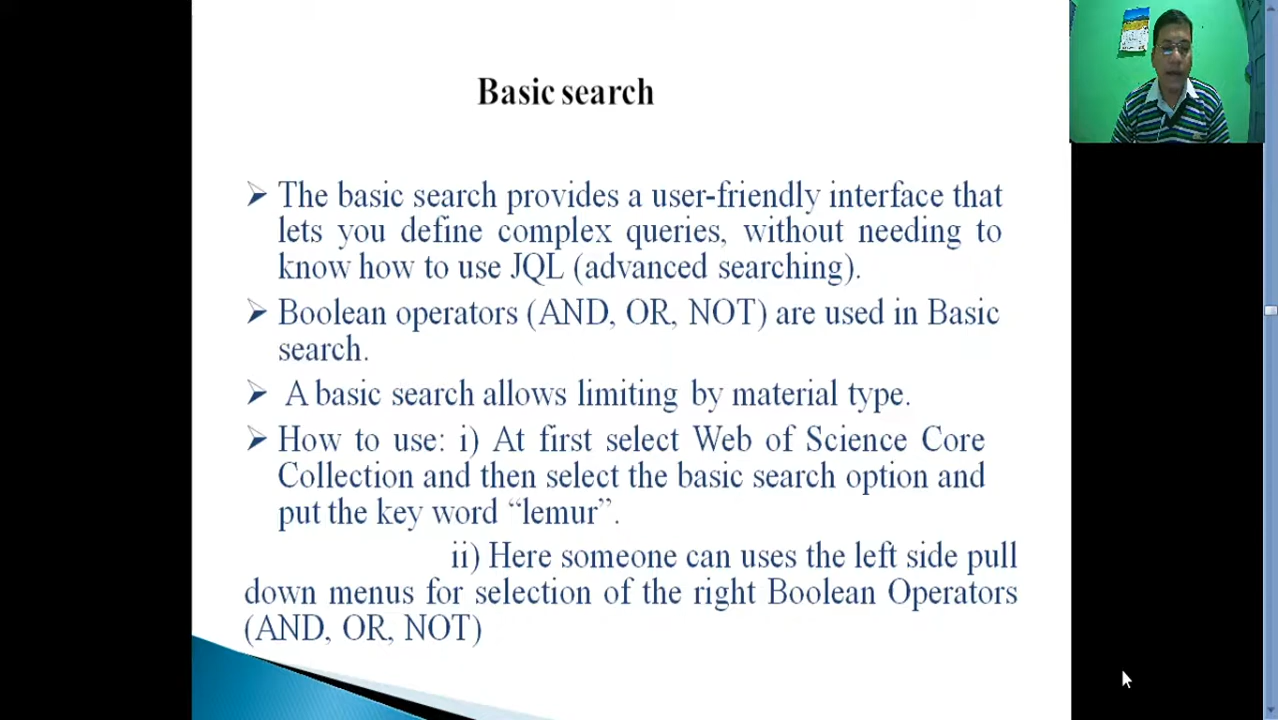 Basic search
The basic search provides a user-friendly interface that
lets you define complex queries, without needing to
know how to use JQL (advanced searching).
Boolean operators (AND, OR, NOT) are used in Basic
search.
A basic search allows limiting by material type.
How to use: i) At first select Web of Science Core
Collection and then select the basic search option and
put the key word “lemur”.
ii) Here someone can uses the left side pull
down menus for selection of the right Boolean Operators
(AND, OR, NOT)